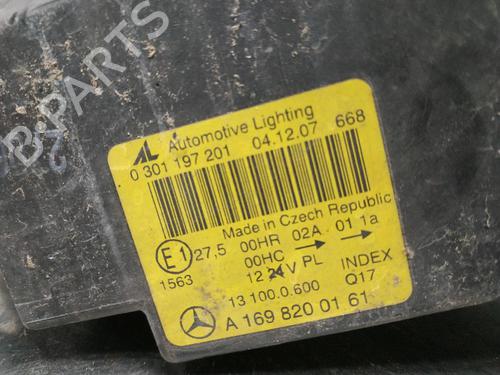 B-PARTS
AL Automotive Lighting
0 301 197 201 04.12.07 668
Made in Czech Republic
E1 27,5 00HR 02A 01 1a
00HC
1563 12 24V PL INDEX
13 100.0.600 Q17
A 169 820 01 61